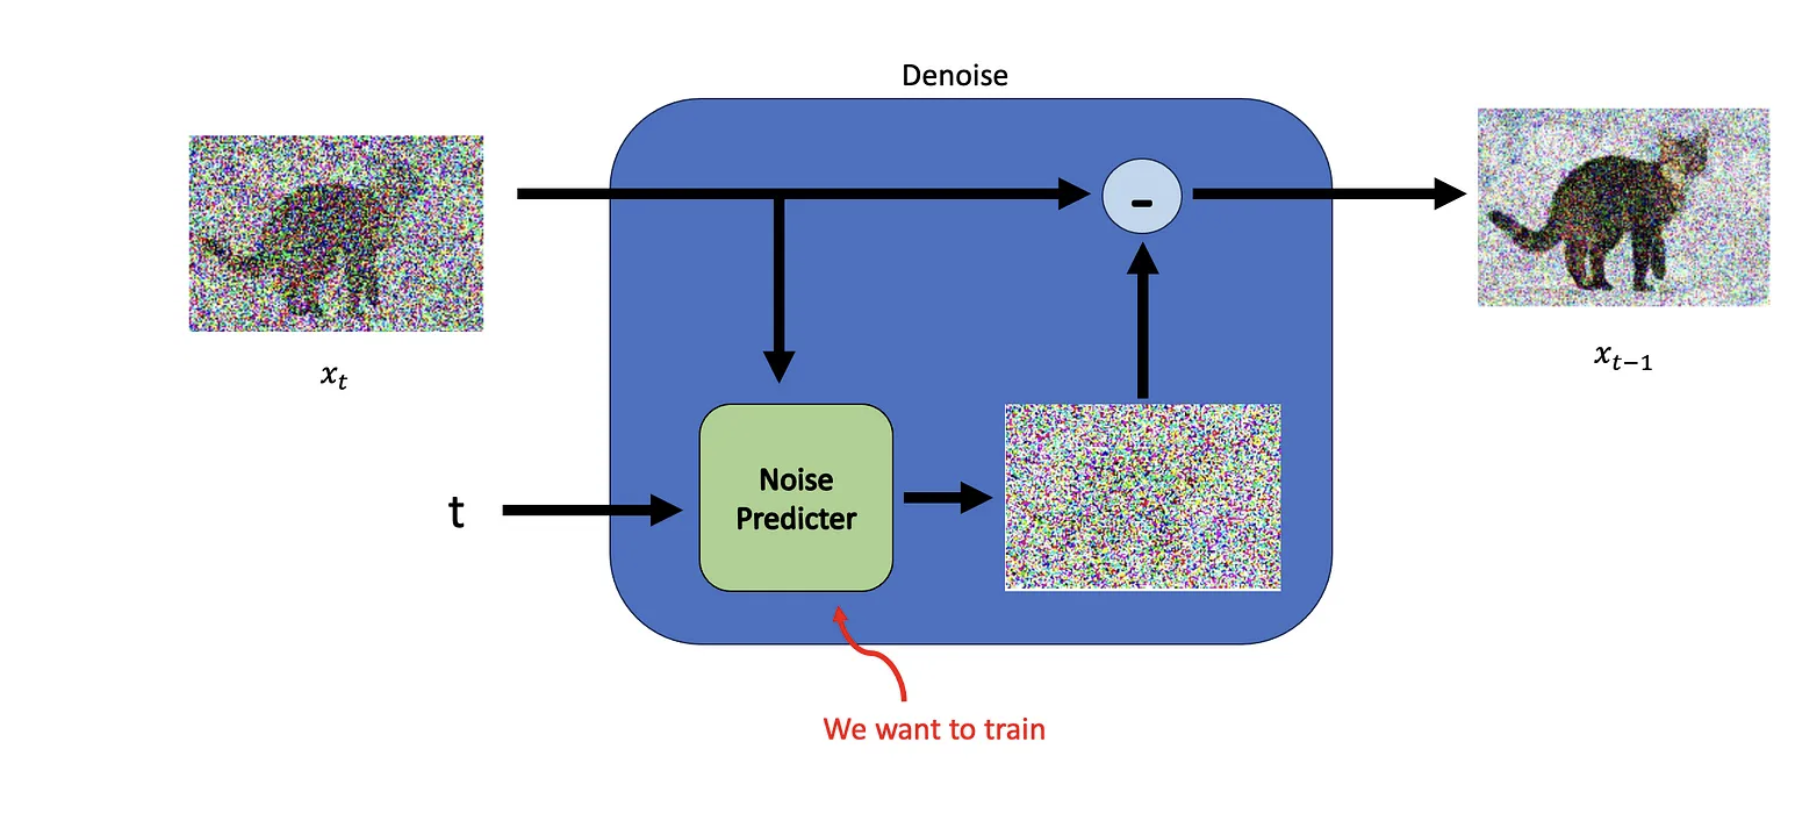 Denoise
-
x_t
x_{t-1}
t
Noise
Predicter
We want to train